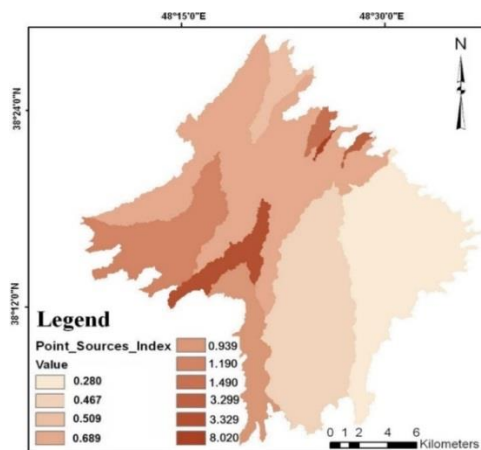 48°15'0"E 48°30'0"E
N
38°24'0"N
38°12'0"N
Legend
Point_Sources_Index
Value
0.280
0.467
0.509
0.689
0.939
1.190
1.490
3.299
3.329
8.020
0 1 2 4 6
Kilometers